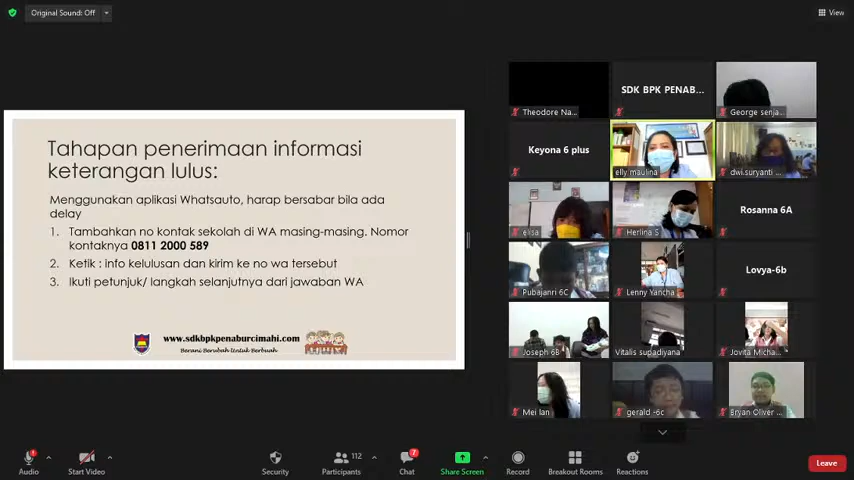 Original Sound: Off
View
Tahapan penerimaan informasi
keterangan lulus:
Menggunakan aplikasi Whatsauto, harap bersabar bila ada
delay
1. Tambahkan no kontak sekolah di WA masing-masing. Nomor
kontaknya 0811 2000 589
2. Ketik : info kelulusan dan kirim ke no wa tersebut
3. Ikuti petunjuk/ langkah selanjutnya dari jawaban WA
www.sdkbpkpenaburcimahi.com
Berani Berubah Untuk Berbuah
Theodore Na...
SDK BPK PENAB...
George senja...
Keyona 6 plus
elly maulina
dwi.suryanti ...
elisa
Herlina S
Rosanna 6A
Pubajanri 6C
Lenny Yancha
Lovya-6b
Joseph 6B
Vitalis supadiyana
Jovita Micha...
Mei lan
gerald -6c
Bryan Oliver ...
Audio
Start Video
Security
Participants
112
Chat
7
Share Screen
Record
Breakout Rooms
Reactions
Leave